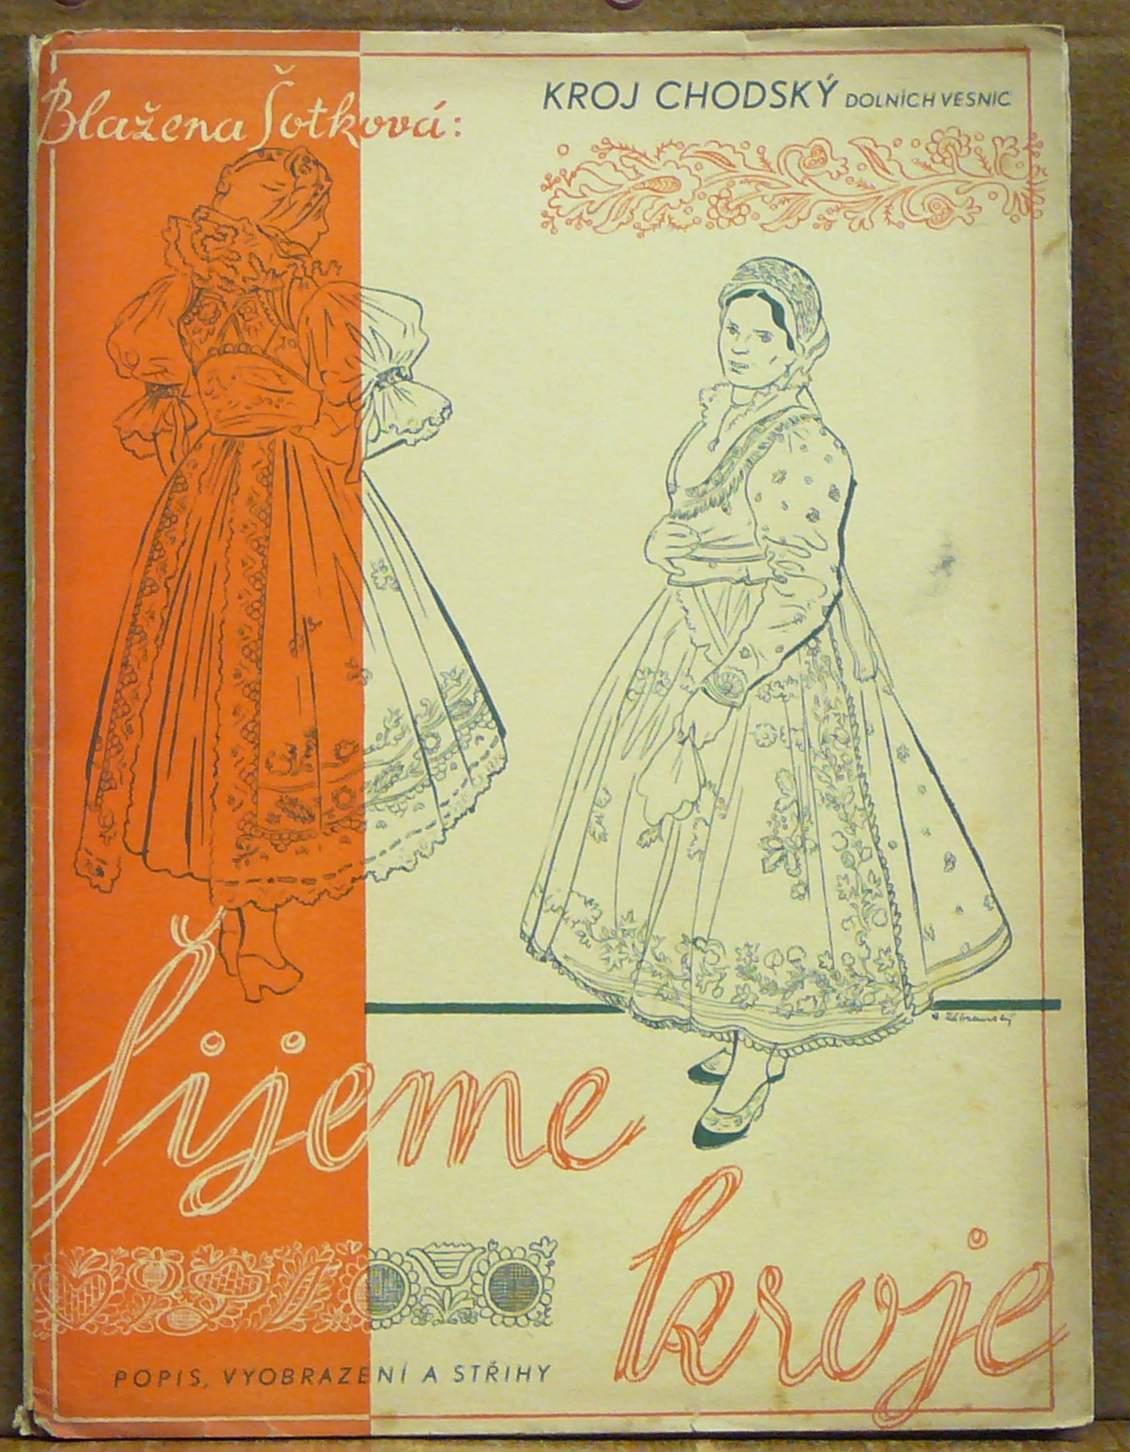 Blažena Šotková:
KROJ CHODSKÝ DOLNÍCH VESNIC
Šijeme
kroje
POPIS, VYOBRAZENÍ A STŘIHY